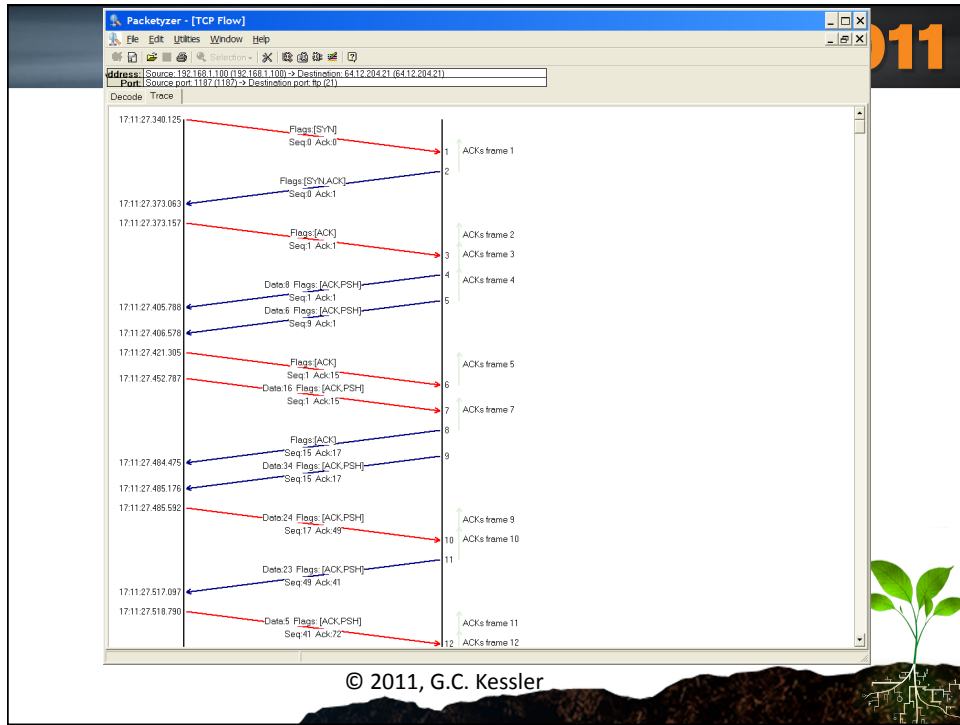 011
Packetyzer - [TCP Flow]
File Edit Utilities Window Help
Selection
Address: Source: 192.168.1.100 (192.168.1.100) -> Destination: 64.12.204.21 (64.12.204.21)
Port: Source port: 1187 (1187) -> Destination port: ftp (21)
Decode Trace
17:11:27.340.125
Flags:[SYN]
Seq:0 Ack:0
1 ACKs frame 1
2
Flags:[SYN,ACK]
Seq:0 Ack:1
17:11:27.373.063
17:11:27.373.157
Flags:[ACK]
Seq:1 Ack:1
ACKs frame 2
3 ACKs frame 3
4 ACKs frame 4
Data:8 Flags: [ACK,PSH]
Seq:1 Ack:1
17:11:27.405.788
5
Data:6 Flags: [ACK,PSH]
Seq:9 Ack:1
17:11:27.406.578
17:11:27.421.305
Flags:[ACK]
Seq:1 Ack:15
ACKs frame 5
6
17:11:27.452.787
Data:16 Flags: [ACK,PSH]
Seq:1 Ack:15
7 ACKs frame 7
8
Flags:[ACK]
Seq:15 Ack:17
17:11:27.484.475
9
Data:34 Flags: [ACK,PSH]
Seq:15 Ack:17
17:11:27.485.176
17:11:27.485.592
Data:24 Flags: [ACK,PSH]
Seq:17 Ack:49
ACKs frame 9
10 ACKs frame 10
11
Data:23 Flags: [ACK,PSH]
Seq:49 Ack:41
17:11:27.517.097
17:11:27.518.790
Data:5 Flags: [ACK,PSH]
Seq:41 Ack:72
ACKs frame 11
12 ACKs frame 12
© 2011, G.C. Kessler